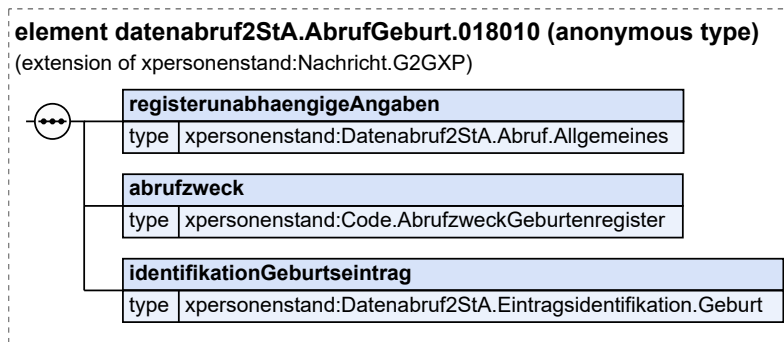 element datenabruf2StA.AbrufGeburt.018010 (anonymous type)
(extension of xpersonenstand:Nachricht.G2GXP)
registerunabhaengigeAngaben
type xpersonenstand:Datenabruf2StA.Abruf.Allgemeines
abrufzweck
type xpersonenstand:Code.AbrufzweckGeburtenregister
identifikationGeburtseintrag
type xpersonenstand:Datenabruf2StA.Eintragsidentifikation.Geburt